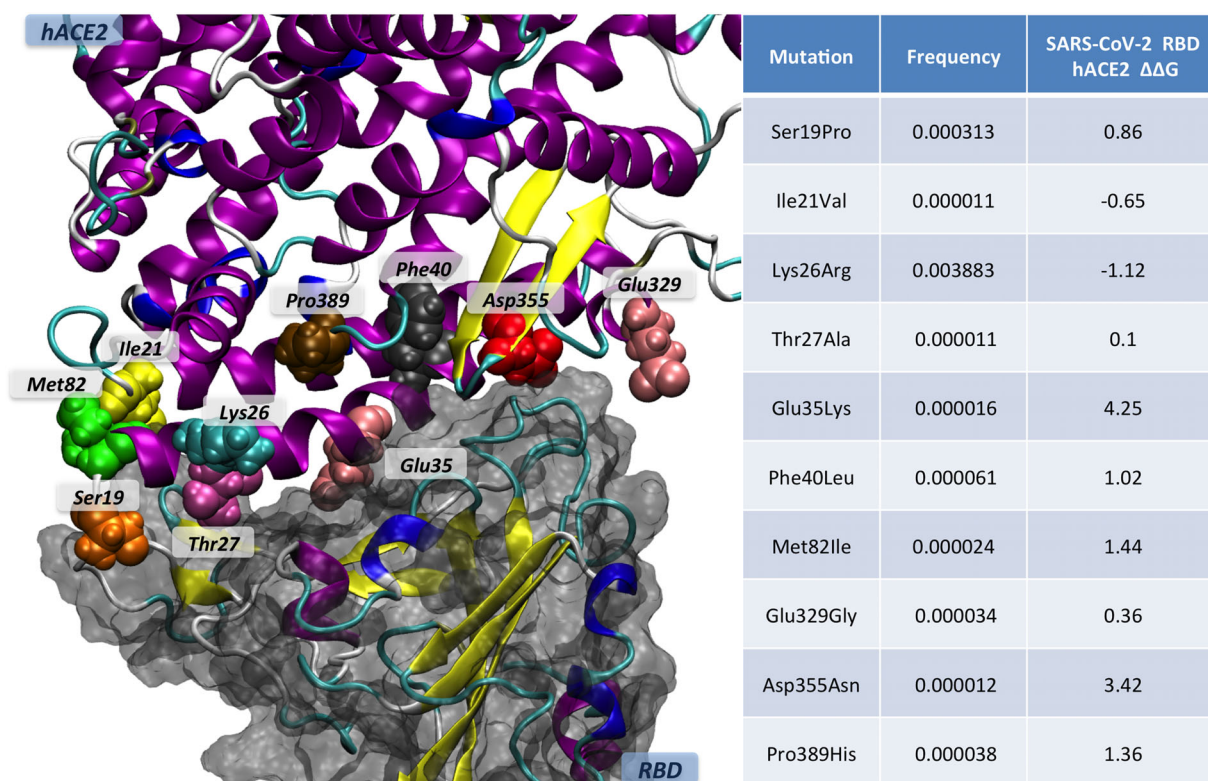 hACE2
Phe40
Pro389
Asp355
Glu329
Ile21
Met82
Lys26
Glu35
Ser19
Thr27
RBD
Mutation Frequency SARS-CoV-2 RBD
hACE2 ΔΔG
Ser19Pro 0.000313 0.86
Ile21Val 0.000011 -0.65
Lys26Arg 0.003883 -1.12
Thr27Ala 0.000011 0.1
Glu35Lys 0.000016 4.25
Phe40Leu 0.000061 1.02
Met82Ile 0.000024 1.44
Glu329Gly 0.000034 0.36
Asp355Asn 0.000012 3.42
Pro389His 0.000038 1.36